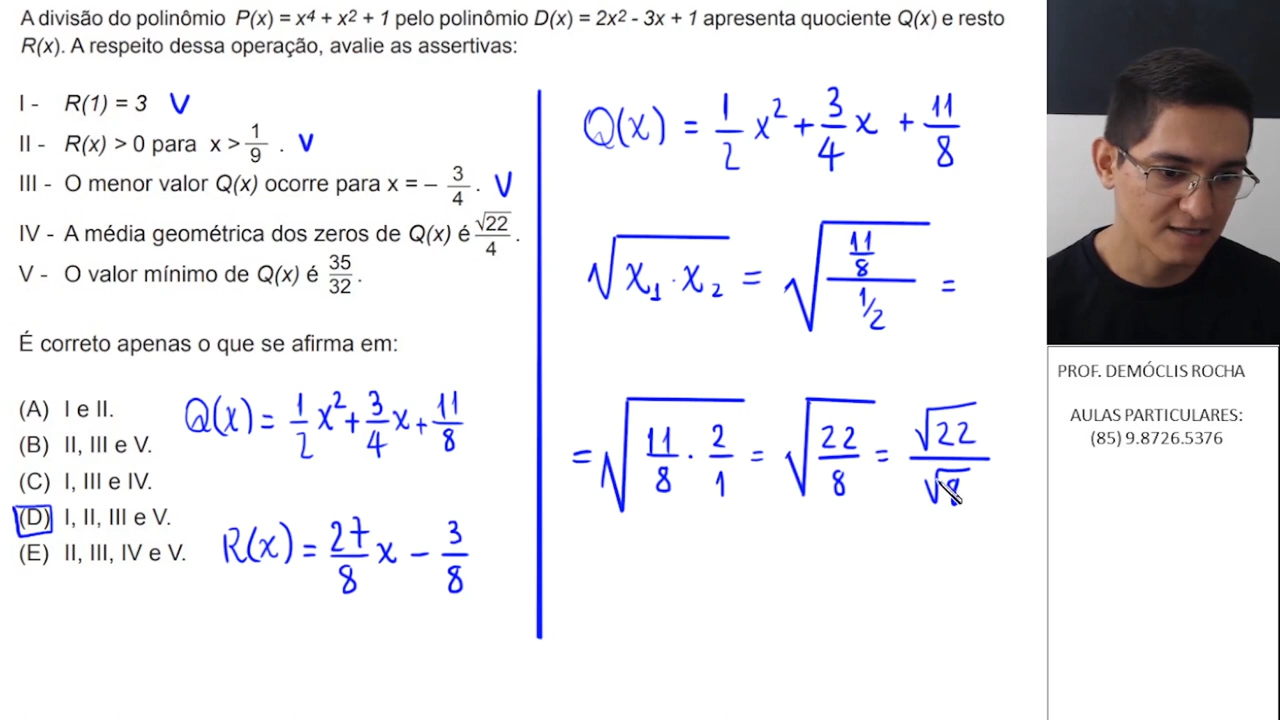 A divisão do polinômio P(x) = x⁴ + x² + 1 pelo polinômio D(x) = 2x² - 3x + 1 apresenta quociente Q(x) e resto
R(x). A respeito dessa operação, avalie as assertivas:
I - R(1) = 3 V
II - R(x) > 0 para x > 1/9 . V
III - O menor valor Q(x) ocorre para x = - 3/4 . V
IV - A média geométrica dos zeros de Q(x) é √22/4 .
V - O valor mínimo de Q(x) é 35/32 .
É correto apenas o que se afirma em:
(A) I e II.
(B) II, III e V.
(C) I, III e IV.
(D) I, II, III e V.
(E) II, III, IV e V.
Q(x) = 1/2 x² + 3/4 x + 11/8
R(x) = 27/8 x - 3/8
Q(x) = 1/2 x² + 3/4 x + 11/8
√(x₁ · x₂) = √((11/8)/(1/2)) =
= √(11/8 · 2/1) = √(22/8) = √22/√8
PROF. DEMÓCLIS ROCHA
AULAS PARTICULARES:
(85) 9.8726.5376